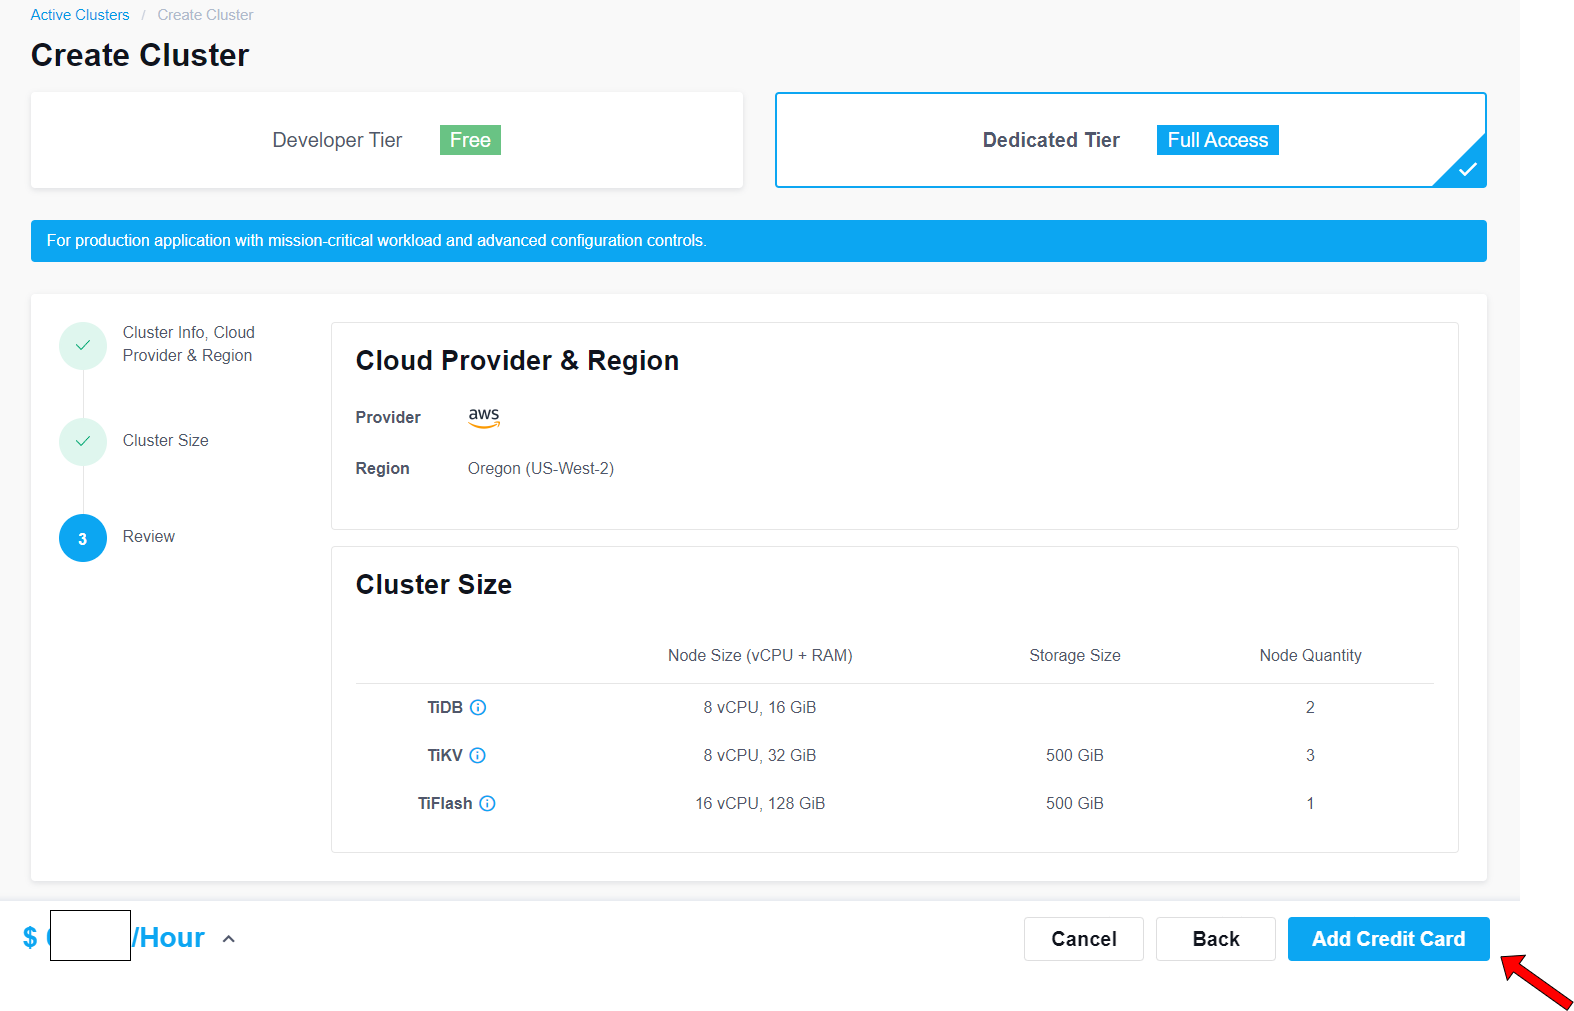 Active Clusters / Create Cluster
Create Cluster
Developer Tier Free
Dedicated Tier Full Access
For production application with mission-critical workload and advanced configuration controls.
Cluster Info, Cloud
Provider & Region
Cluster Size
3 Review
Cloud Provider & Region
Provider aws
Region Oregon (US-West-2)
Cluster Size
Node Size (vCPU + RAM) Storage Size Node Quantity
TiDB 8 vCPU, 16 GiB 2
TiKV 8 vCPU, 32 GiB 500 GiB 3
TiFlash 16 vCPU, 128 GiB 500 GiB 1
$ /Hour
Cancel Back Add Credit Card